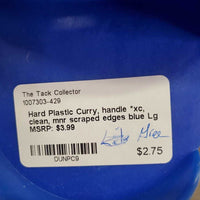 The Tack Collector
1007303-429
Hard Plastic Curry, handle *xc,
clean, mnr scraped edges blue Lg
MSRP: $3.99
$2.75
DUNPC9